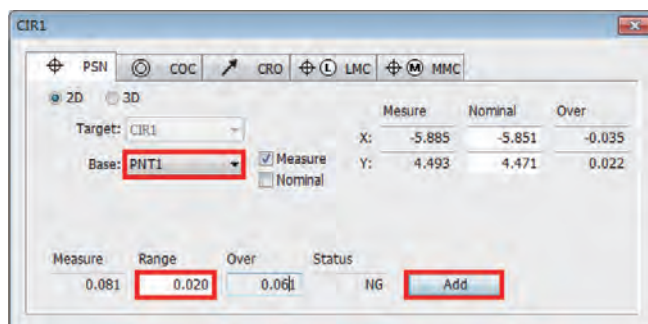 CIR1
PSN COC CRO L LMC M MMC
2D 3D
Mesure Nominal Over
Target: CIR1 X: -5.885 -5.851 -0.035
Base: PNT1 Measure Y: 4.493 4.471 0.022
Nominal
Measure Range Over Status
0.081 0.020 0.061 NG Add